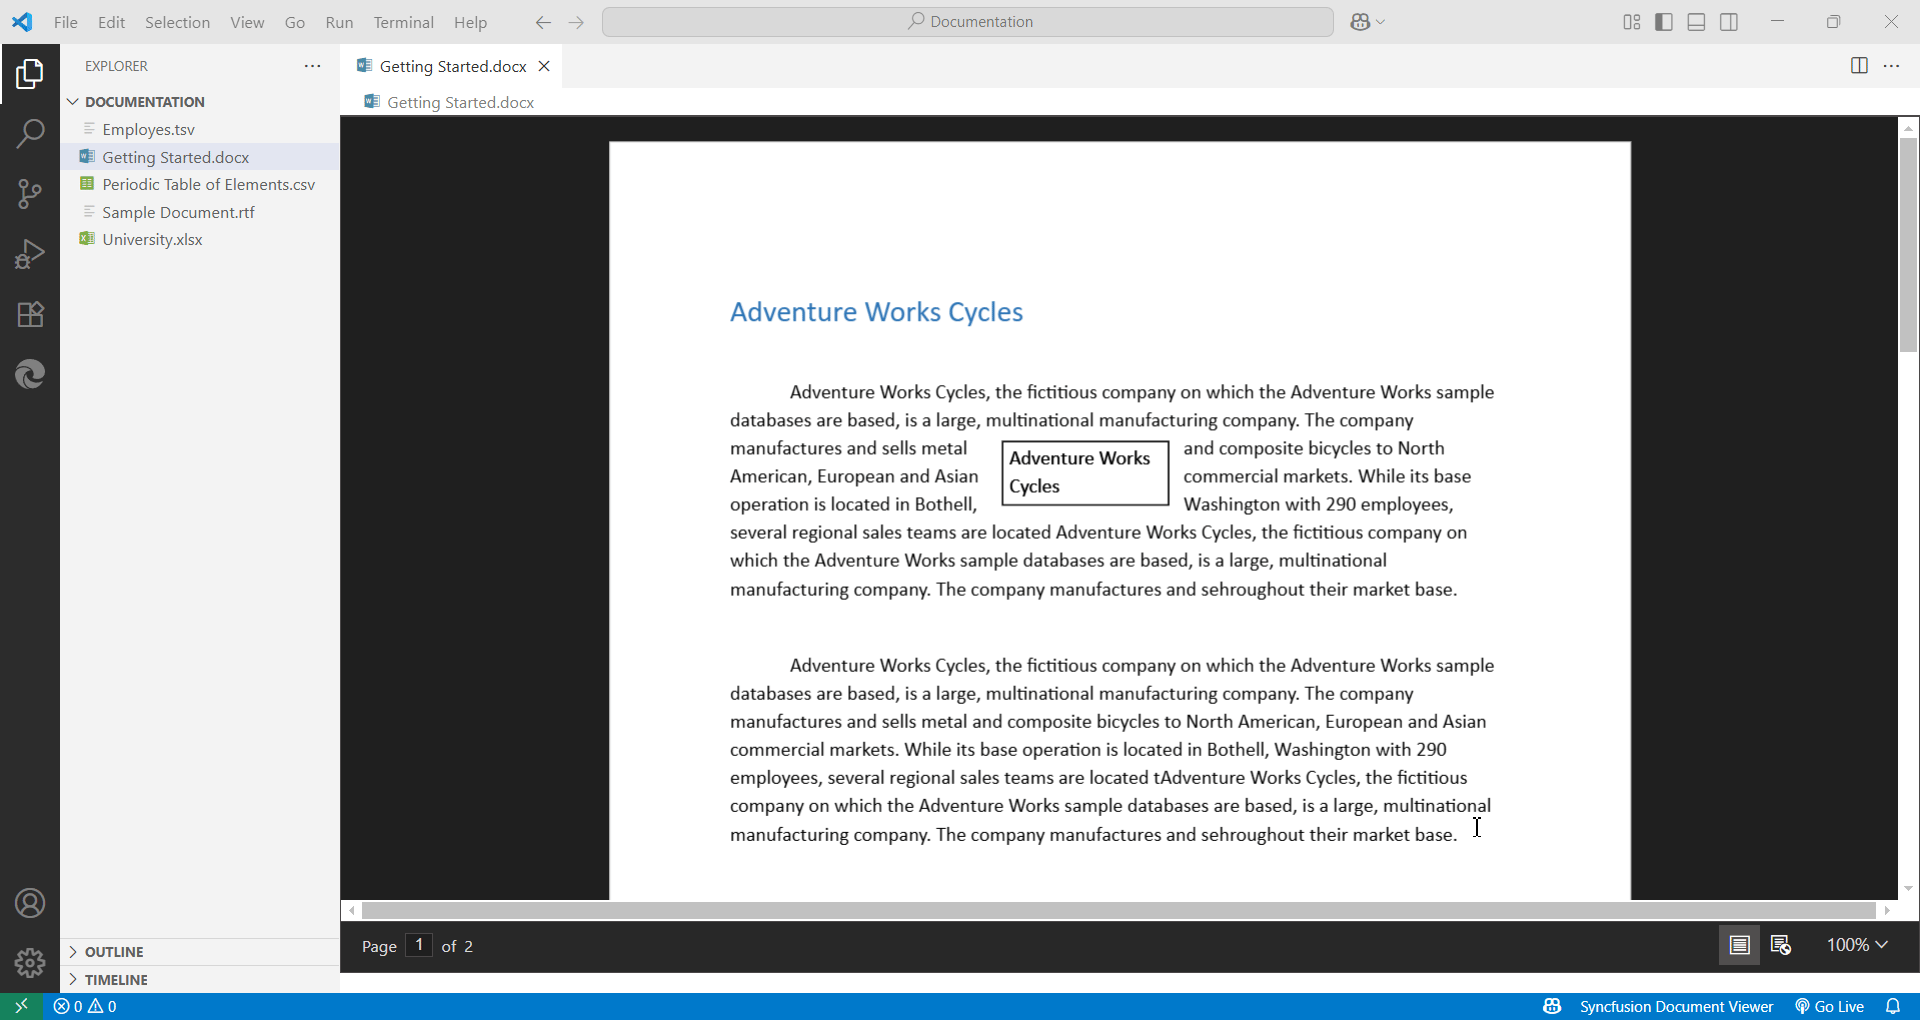 File Edit Selection View Go Run Terminal Help
Documentation
EXPLORER
DOCUMENTATION
Employes.tsv
Getting Started.docx
Periodic Table of Elements.csv
Sample Document.rtf
University.xlsx
OUTLINE
TIMELINE
Getting Started.docx
Getting Started.docx
Adventure Works Cycles
Adventure Works Cycles, the fictitious company on which the Adventure Works sample
databases are based, is a large, multinational manufacturing company. The company
manufactures and sells metal and composite bicycles to North
American, European and Asian commercial markets. While its base
operation is located in Bothell, Washington with 290 employees,
Adventure Works
Cycles
several regional sales teams are located Adventure Works Cycles, the fictitious company on
which the Adventure Works sample databases are based, is a large, multinational
manufacturing company. The company manufactures and sehroughout their market base.
Adventure Works Cycles, the fictitious company on which the Adventure Works sample
databases are based, is a large, multinational manufacturing company. The company
manufactures and sells metal and composite bicycles to North American, European and Asian
commercial markets. While its base operation is located in Bothell, Washington with 290
employees, several regional sales teams are located tAdventure Works Cycles, the fictitious
company on which the Adventure Works sample databases are based, is a large, multinational
manufacturing company. The company manufactures and sehroughout their market base.
Page 1 of 2
100%
0 0
Syncfusion Document Viewer
Go Live